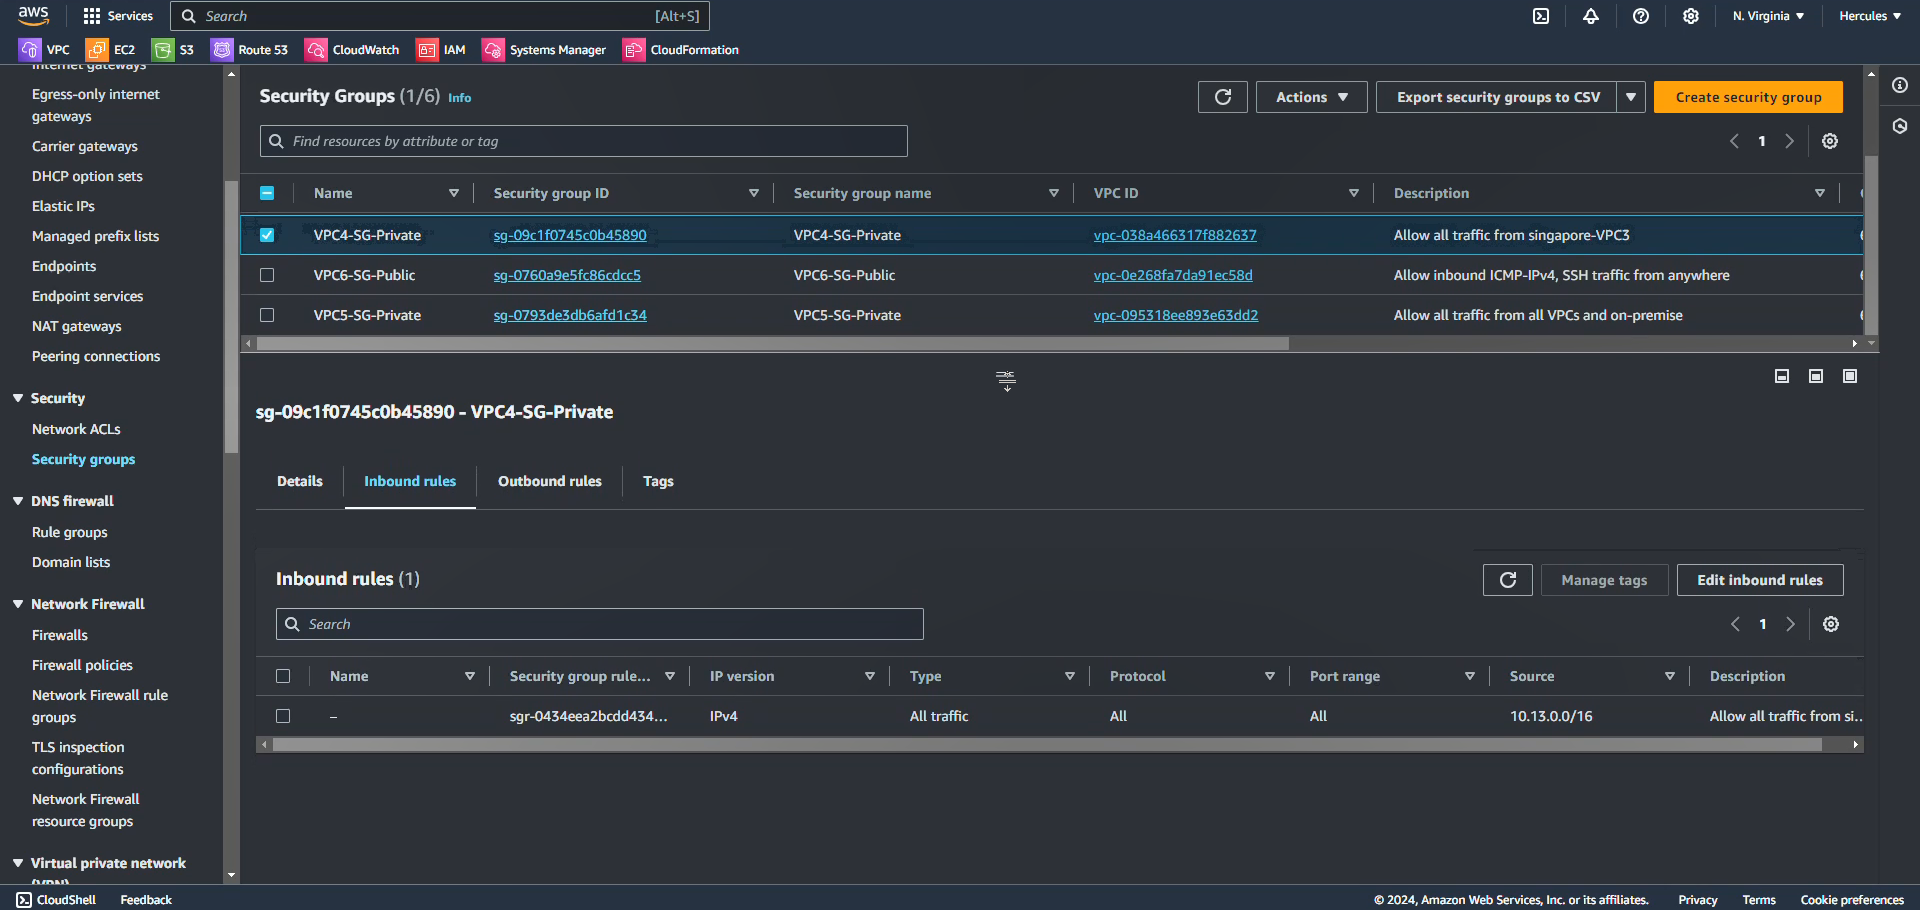 aws
Services
Search
[Alt+S]
N. Virginia
Hercules
VPC
EC2
S3
Route 53
CloudWatch
IAM
Systems Manager
CloudFormation
Internet gateways
Egress-only internet
gateways
Carrier gateways
DHCP option sets
Elastic IPs
Managed prefix lists
Endpoints
Endpoint services
NAT gateways
Peering connections
Security
Network ACLs
Security groups
DNS firewall
Rule groups
Domain lists
Network Firewall
Firewalls
Firewall policies
Network Firewall rule
groups
TLS inspection
configurations
Network Firewall
resource groups
Virtual private network
(VPN)
Security Groups (1/6) Info
Actions
Export security groups to CSV
Create security group
Find resources by attribute or tag
1
Name Security group ID Security group name VPC ID Description
VPC4-SG-Private sg-09c1f0745c0b45890 VPC4-SG-Private vpc-038a466317f882637 Allow all traffic from singapore-VPC3
VPC6-SG-Public sg-0760a9e5fc86cdcc5 VPC6-SG-Public vpc-0e268fa7da91ec58d Allow inbound ICMP-IPv4, SSH traffic from anywhere
VPC5-SG-Private sg-0793de3db6afd1c34 VPC5-SG-Private vpc-095318ee893e63dd2 Allow all traffic from all VPCs and on-premise
sg-09c1f0745c0b45890 - VPC4-SG-Private
Details Inbound rules Outbound rules Tags
Inbound rules (1)
Manage tags
Edit inbound rules
Search
1
Name Security group rule... IP version Type Protocol Port range Source Description
– sgr-0434eea2bcdd434... IPv4 All traffic All All 10.13.0.0/16 Allow all traffic from si...
CloudShell Feedback © 2024, Amazon Web Services, Inc. or its affiliates. Privacy Terms Cookie preferences